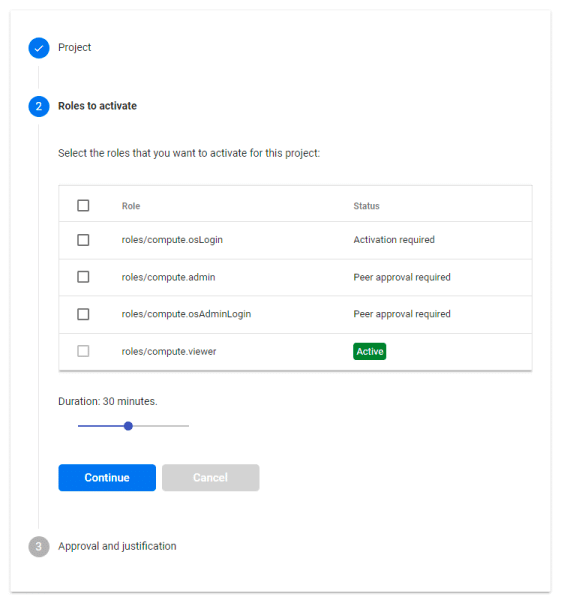 Project
2 Roles to activate
Select the roles that you want to activate for this project:
Role Status
roles/compute.osLogin Activation required
roles/compute.admin Peer approval required
roles/compute.osAdminLogin Peer approval required
roles/compute.viewer Active
Duration: 30 minutes.
Continue Cancel
3 Approval and justification